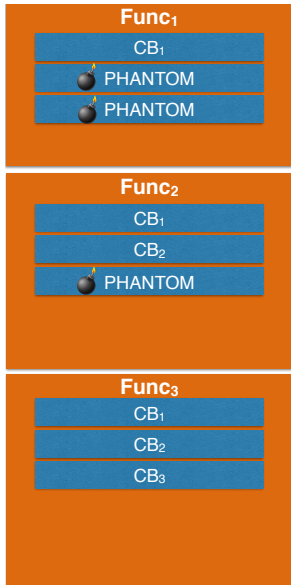 Func₁
CB₁
PHANTOM
PHANTOM
Func₂
CB₁
CB₂
PHANTOM
Func₃
CB₁
CB₂
CB₃